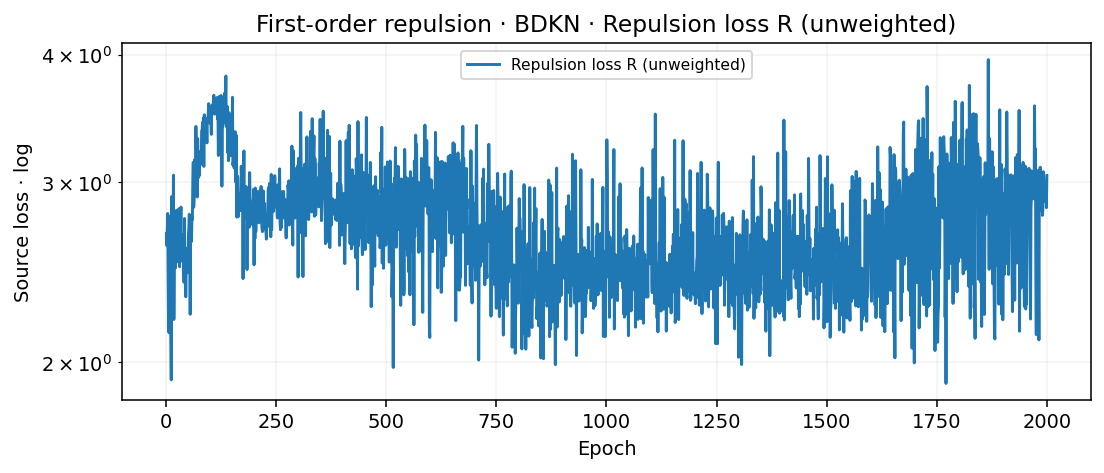 First-order repulsion · BDKN · Repulsion loss R (unweighted)
Repulsion loss R (unweighted)
Source loss · log
4 × 10⁰
3 × 10⁰
2 × 10⁰
0 250 500 750 1000 1250 1500 1750 2000
Epoch